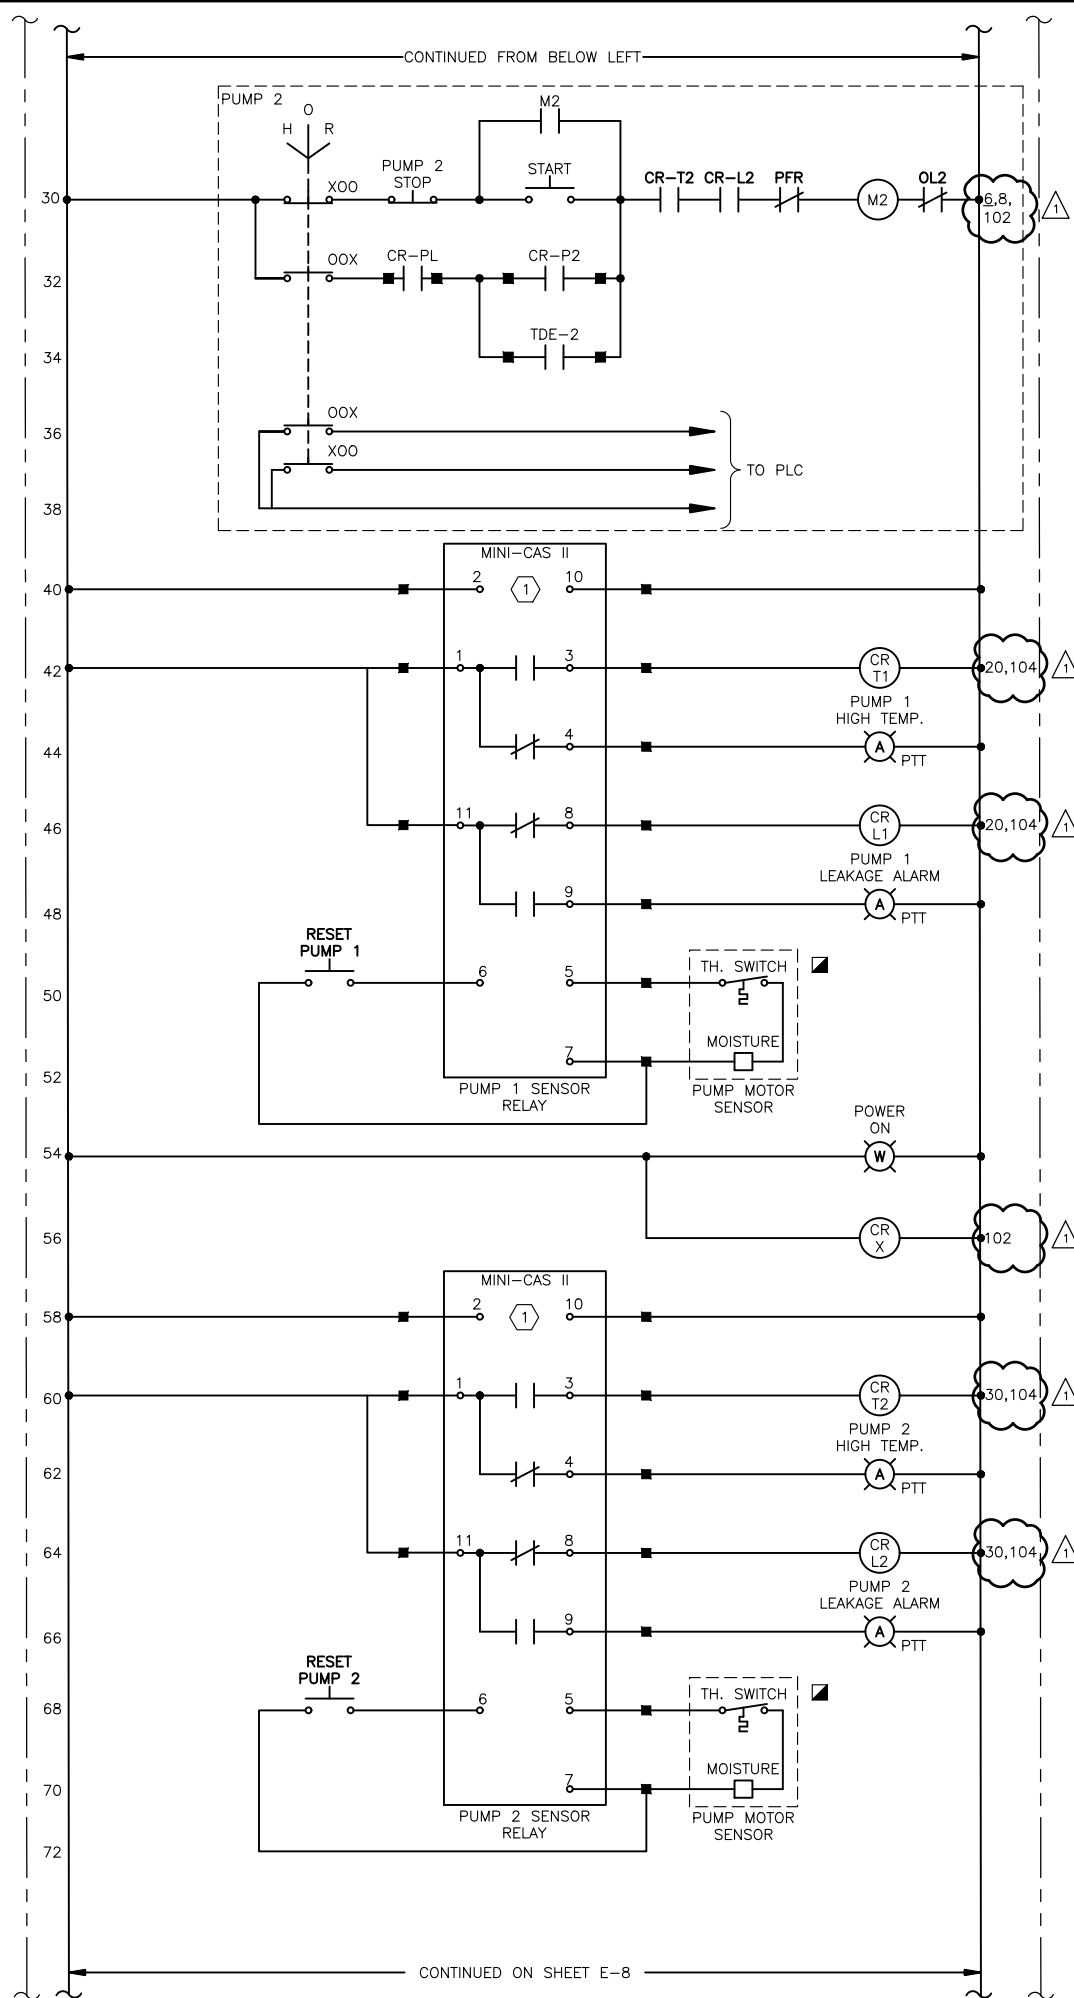 CONTINUED FROM BELOW LEFT
PUMP 2
O
H R
M2
PUMP 2
STOP
START
XOO
CR-T2 CR-L2 PFR
M2
OL2
30
6,8,
102
1
OOX
CR-PL
CR-P2
32
TDE-2
34
OOX
36
XOO
TO PLC
38
MINI-CAS II
40
2
1
10
42
1
3
CR
T1
20,104
1
PUMP 1
HIGH TEMP.
44
4
A
PTT
46
11
8
CR
L1
20,104
1
PUMP 1
LEAKAGE ALARM
48
9
A
PTT
RESET
PUMP 1
TH. SWITCH
50
6
5
MOISTURE
52
7
PUMP 1 SENSOR
RELAY
PUMP MOTOR
SENSOR
POWER
ON
54
W
56
CR
X
102
1
MINI-CAS II
58
2
1
10
60
1
3
CR
T2
30,104
1
PUMP 2
HIGH TEMP.
62
4
A
PTT
64
11
8
CR
L2
30,104
1
PUMP 2
LEAKAGE ALARM
66
9
A
PTT
RESET
PUMP 2
TH. SWITCH
68
6
5
MOISTURE
70
7
PUMP 2 SENSOR
RELAY
PUMP MOTOR
SENSOR
72
CONTINUED ON SHEET E-8